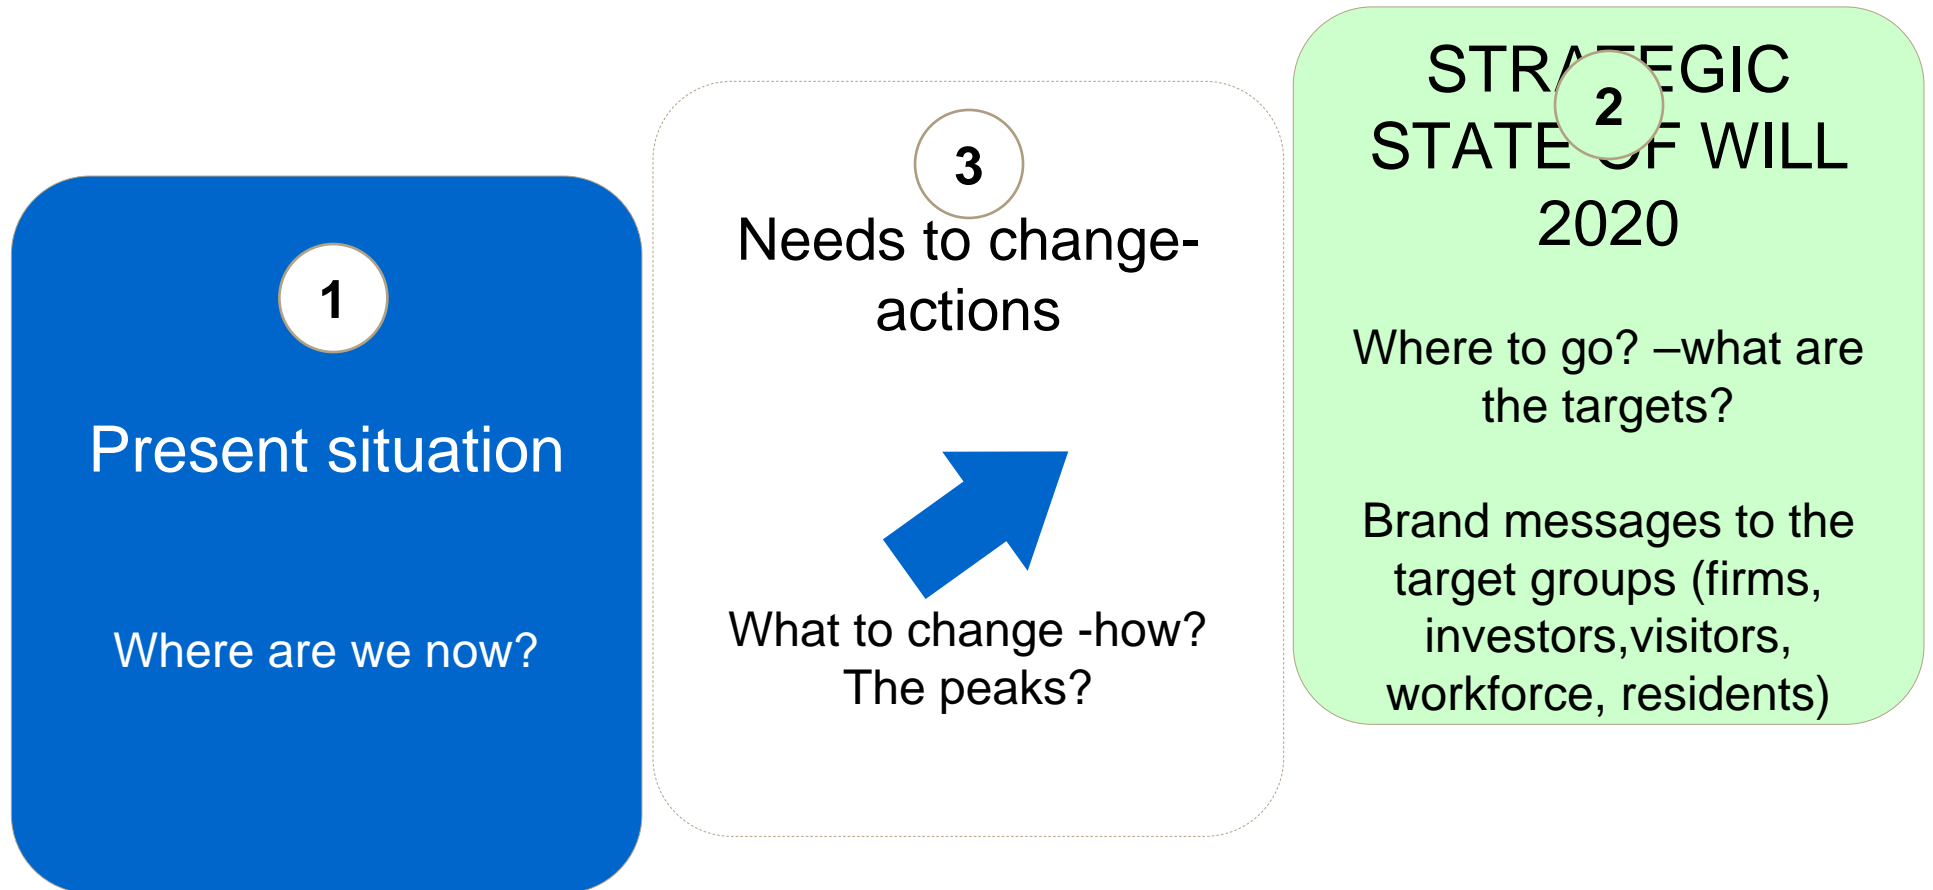 1
Present situation
Where are we now?
3
Needs to change-
actions
What to change -how?
The peaks?
2
STRATEGIC
STATE OF WILL
2020
Where to go? –what are
the targets?
Brand messages to the
target groups (firms,
investors,visitors,
workforce, residents)